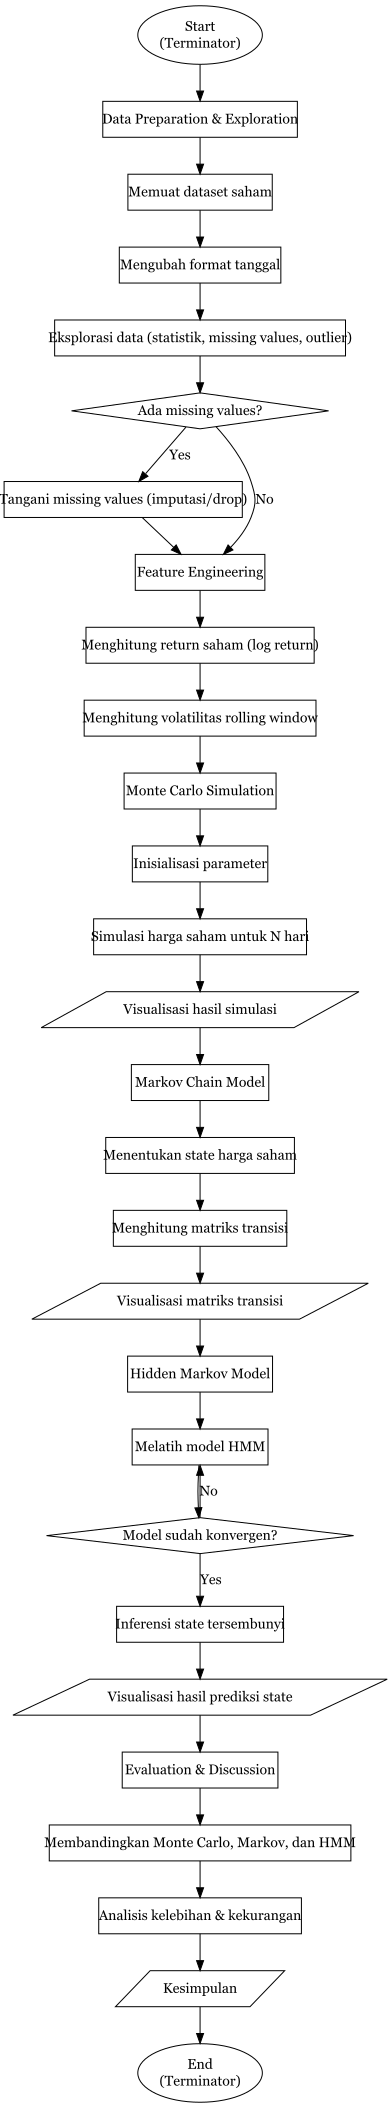 Start
(Terminator)
Data Preparation & Exploration
Memuat dataset saham
Mengubah format tanggal
Eksplorasi data (statistik, missing values, outlier)
Ada missing values?
Yes
Tangani missing values (imputasi/drop)
No
Feature Engineering
Menghitung return saham (log return)
Menghitung volatilitas rolling window
Monte Carlo Simulation
Inisialisasi parameter
Simulasi harga saham untuk N hari
Visualisasi hasil simulasi
Markov Chain Model
Menentukan state harga saham
Menghitung matriks transisi
Visualisasi matriks transisi
Hidden Markov Model
Melatih model HMM
No
Model sudah konvergen?
Yes
Inferensi state tersembunyi
Visualisasi hasil prediksi state
Evaluation & Discussion
Membandingkan Monte Carlo, Markov, dan HMM
Analisis kelebihan & kekurangan
Kesimpulan
End
(Terminator)